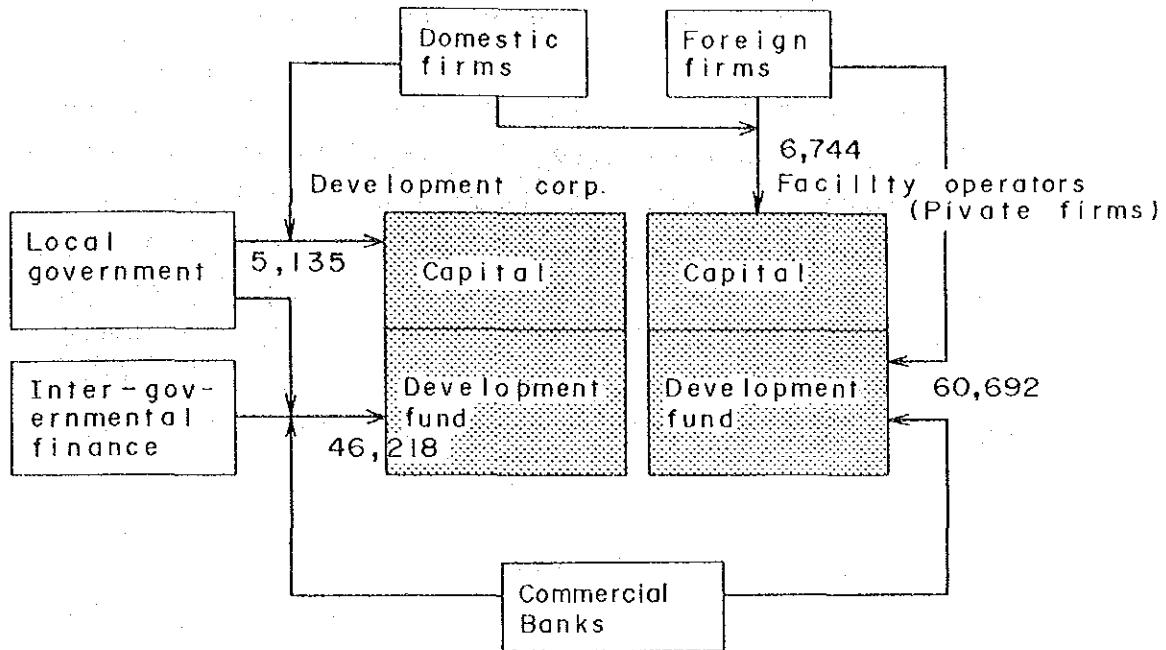 Domestic
firms
Foreign
firms
6,744
Development corp.
Facility operators
(Pivate firms)
Local
government
5,135
Capital
Capital
Inter-gov-
ernmental
finance
Development
fund
46,218
Development
fund
60,692
Commercial
Banks